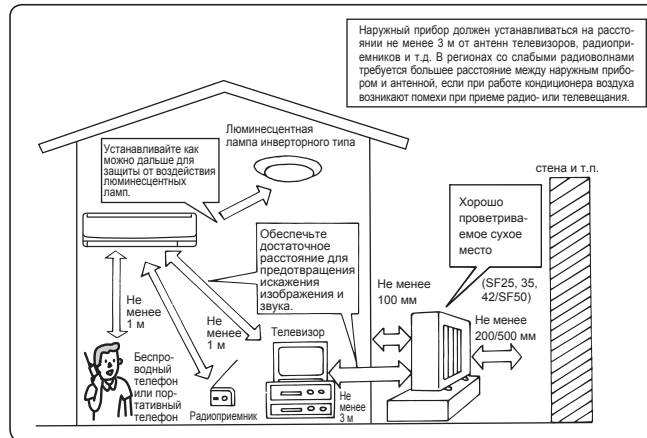 Наружный прибор должен устанавливаться на рассто-
янии не менее 3 м от антенн телевизоров, радиопри-
емников и т.д. В регионах со слабыми радиоволнами
требуется большее расстояние между наружным прибо-
ром и антенной, если при работе кондиционера воздуха
возникают помехи при приеме радио- или телевещания.
Люминесцентная
лампа инверторного типа
Устанавливайте как
можно дальше для
защиты от воздействия
люминесцентных
ламп.
стена и т.п.
Хорошо
проветрива-
емое сухое
место
Обеспечьте
достаточное
расстояние для
предотвращения
искажения
изображения и
звука.
Не менее
100 мм
(SF25, 35,
42/SF50)
Не менее
200/500 мм
Не
менее
1 м
Не
менее
1 м
Телевизор
Беспро-
водный
телефон
или пор-
тативный
телефон
Радиоприемник
Не
менее
3 м